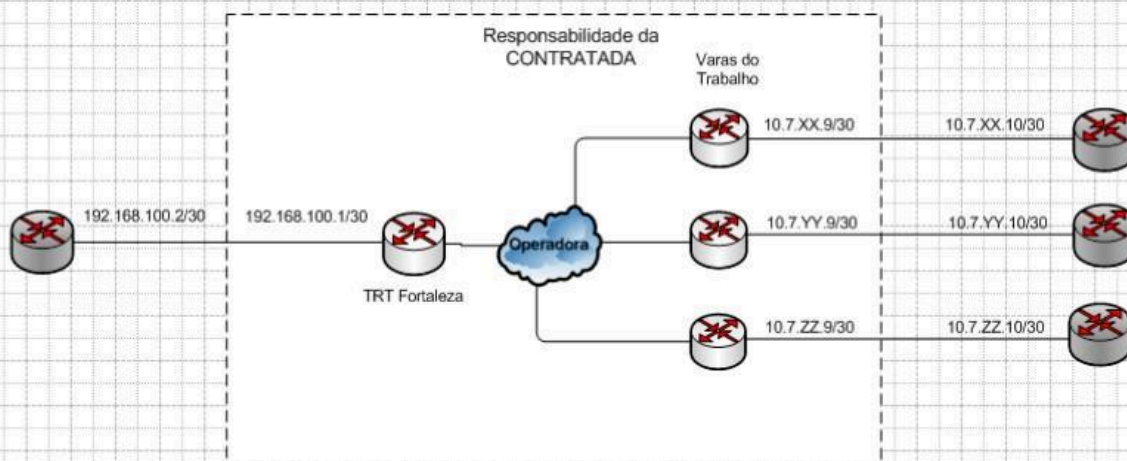 Responsabilidade da
CONTRATADA
Varas do
Trabalho
10.7.XX.9/30
10.7.XX.10/30
192.168.100.2/30
192.168.100.1/30
Operadora
10.7.YY.9/30
10.7.YY.10/30
TRT Fortaleza
10.7.ZZ.9/30
10.7.ZZ.10/30